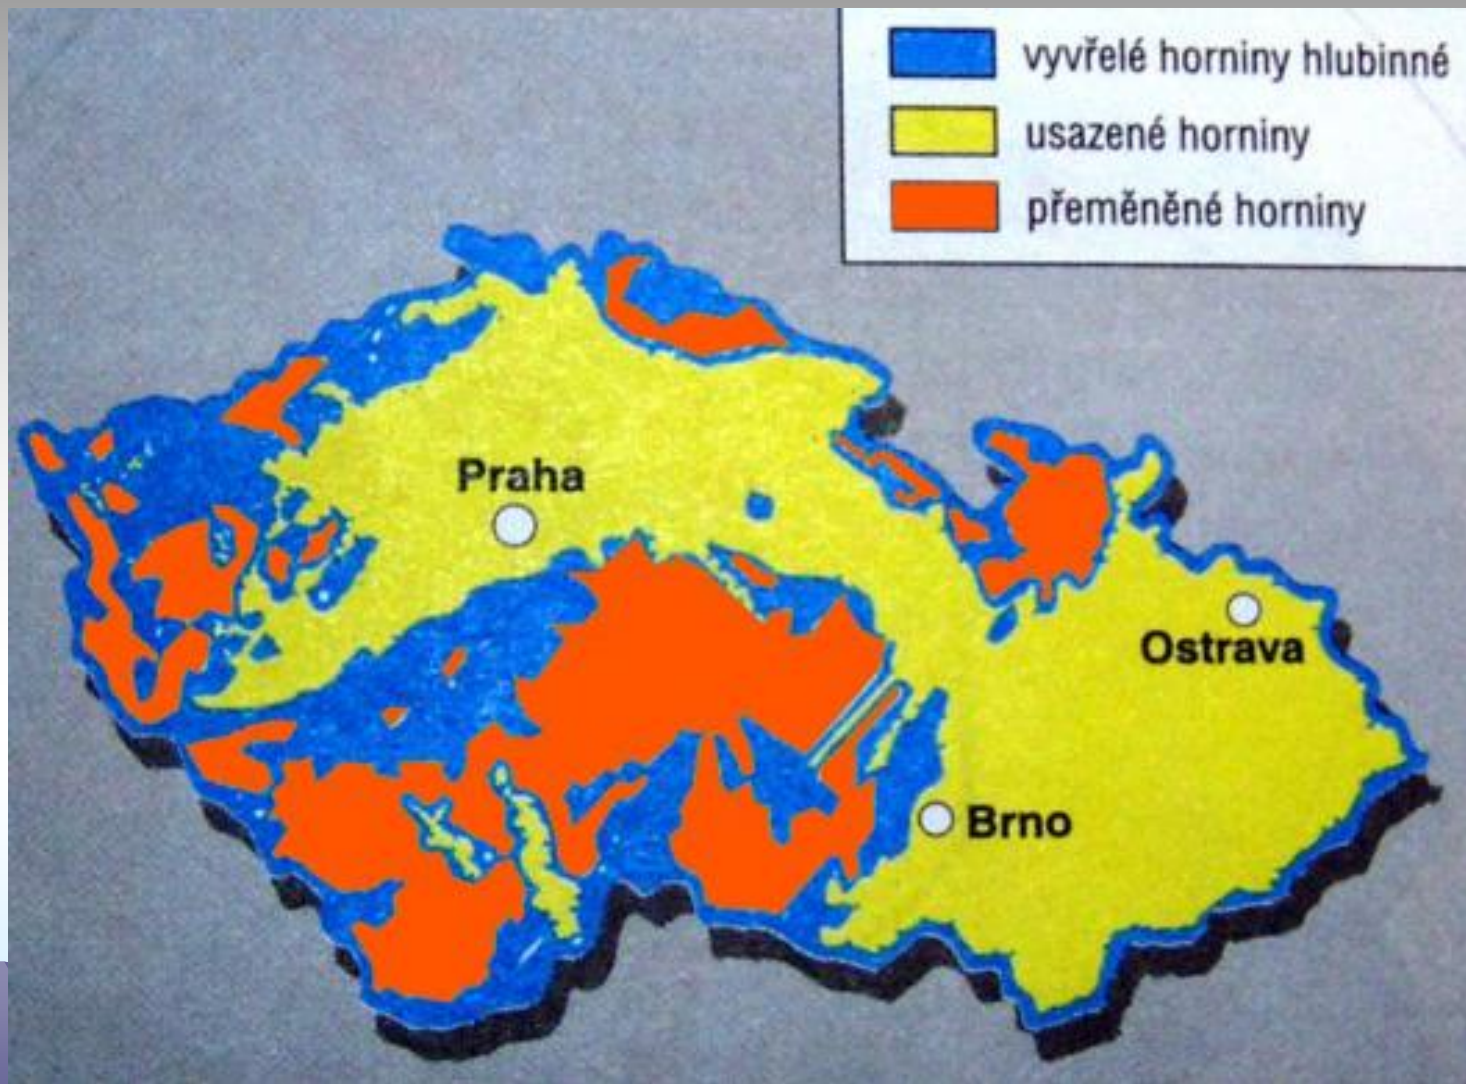 vyvřelé horniny hlubinné
usazené horniny
přeměněné horniny
Praha
Ostrava
Brno